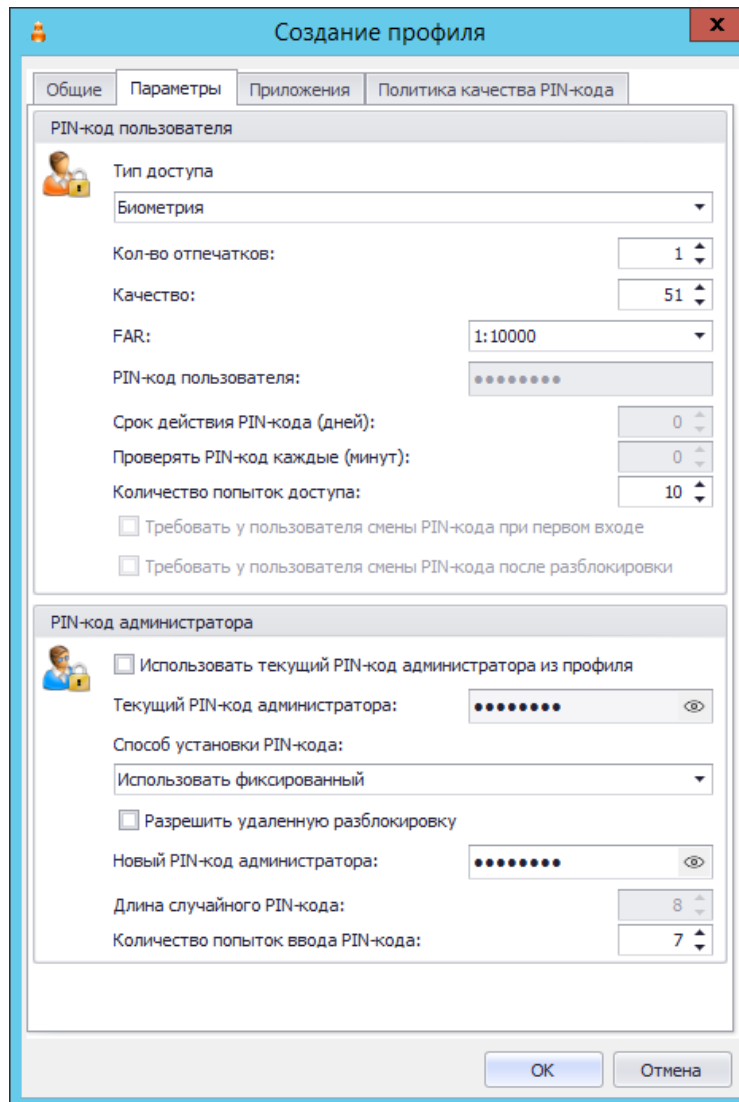 Создание профиля
x
Общие Параметры Приложения Политика качества PIN-кода
PIN-код пользователя
Тип доступа
Биометрия
Кол-во отпечатков: 1
Качество: 51
FAR: 1:10000
PIN-код пользователя: ●●●●●●●●
Срок действия PIN-кода (дней): 0
Проверять PIN-код каждые (минут): 0
Количество попыток доступа: 10
Требовать у пользователя смены PIN-кода при первом входе
Требовать у пользователя смены PIN-кода после разблокировки
PIN-код администратора
Использовать текущий PIN-код администратора из профиля
Текущий PIN-код администратора: ●●●●●●●●
Способ установки PIN-кода:
Использовать фиксированный
Разрешить удаленную разблокировку
Новый PIN-код администратора: ●●●●●●●●
Длина случайного PIN-кода: 8
Количество попыток ввода PIN-кода: 7
ОК Отмена